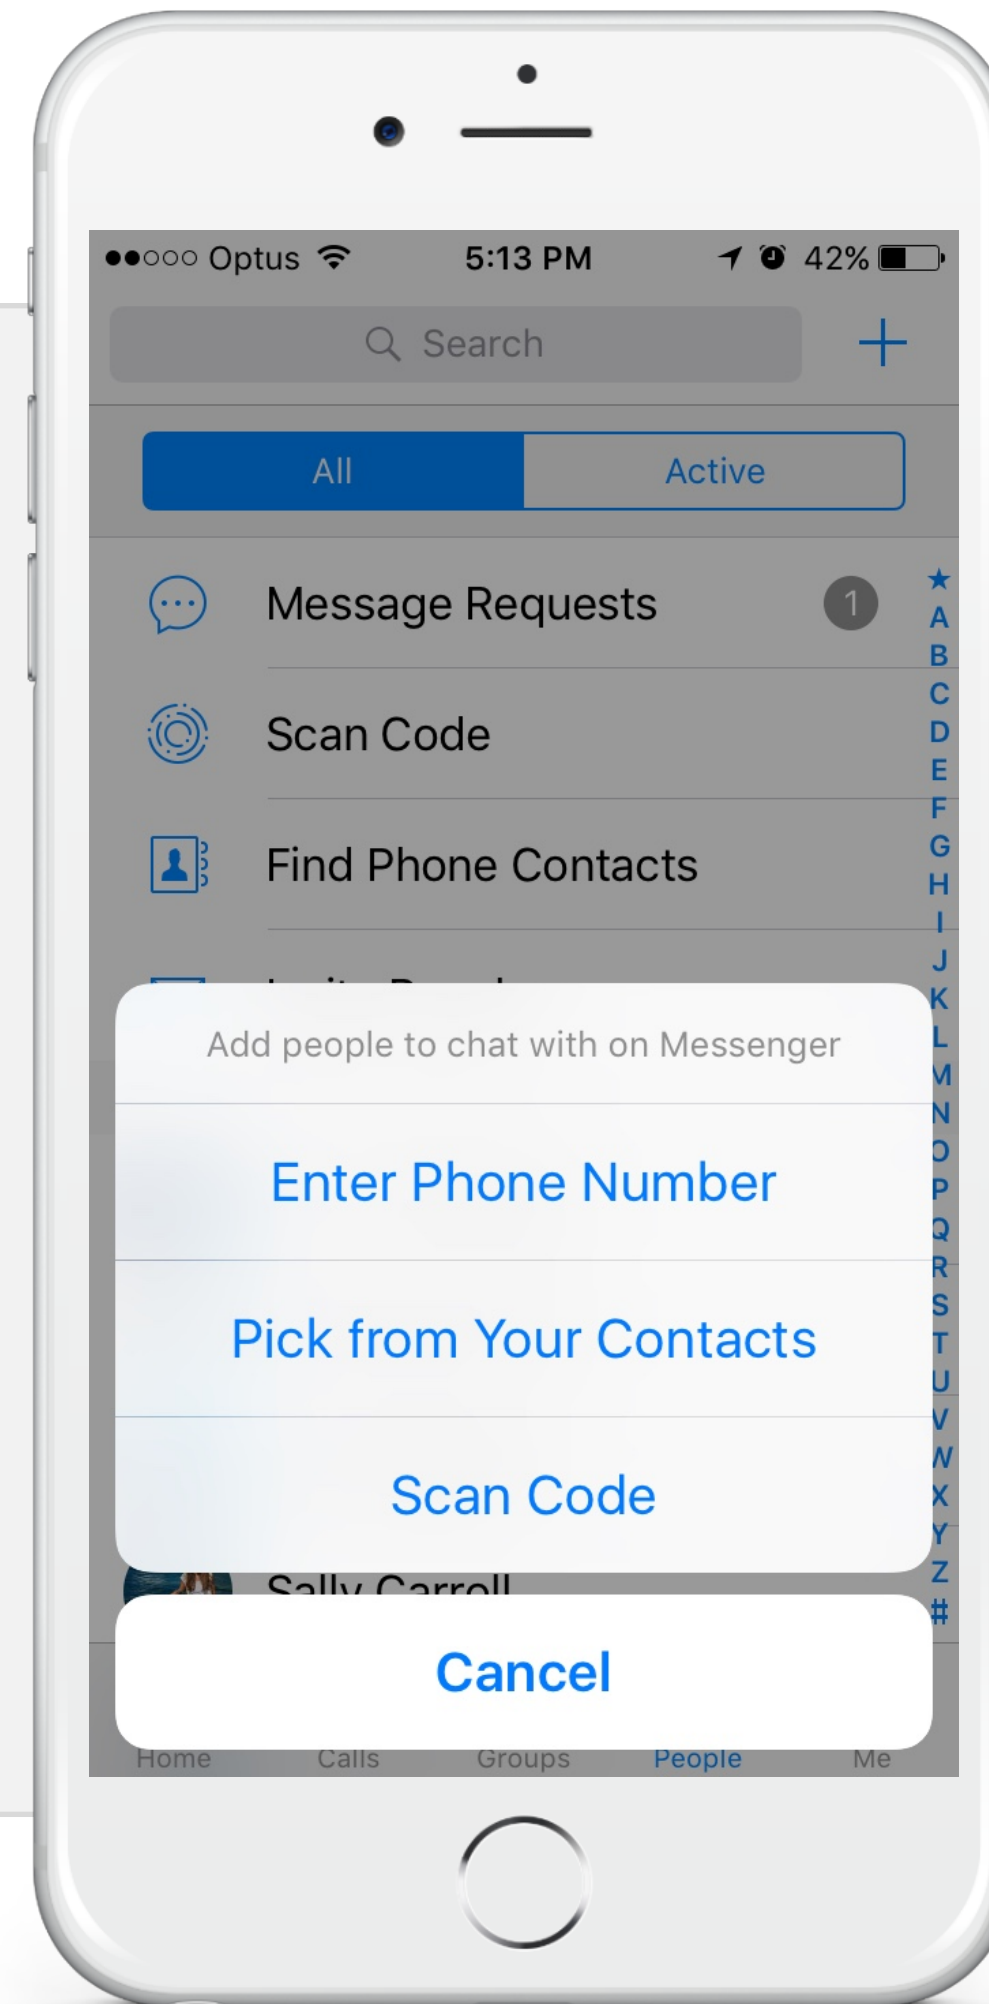 Optus 5:13 PM 42%
Search
All Active
Message Requests 1
Scan Code
Find Phone Contacts
Add people to chat with on Messenger
Enter Phone Number
Pick from Your Contacts
Scan Code
Sally Carroll
Cancel
Home Calls Groups People Me
★
A
B
C
D
E
F
G
H
I
J
K
L
M
N
O
P
Q
R
S
T
U
V
W
X
Y
Z
#